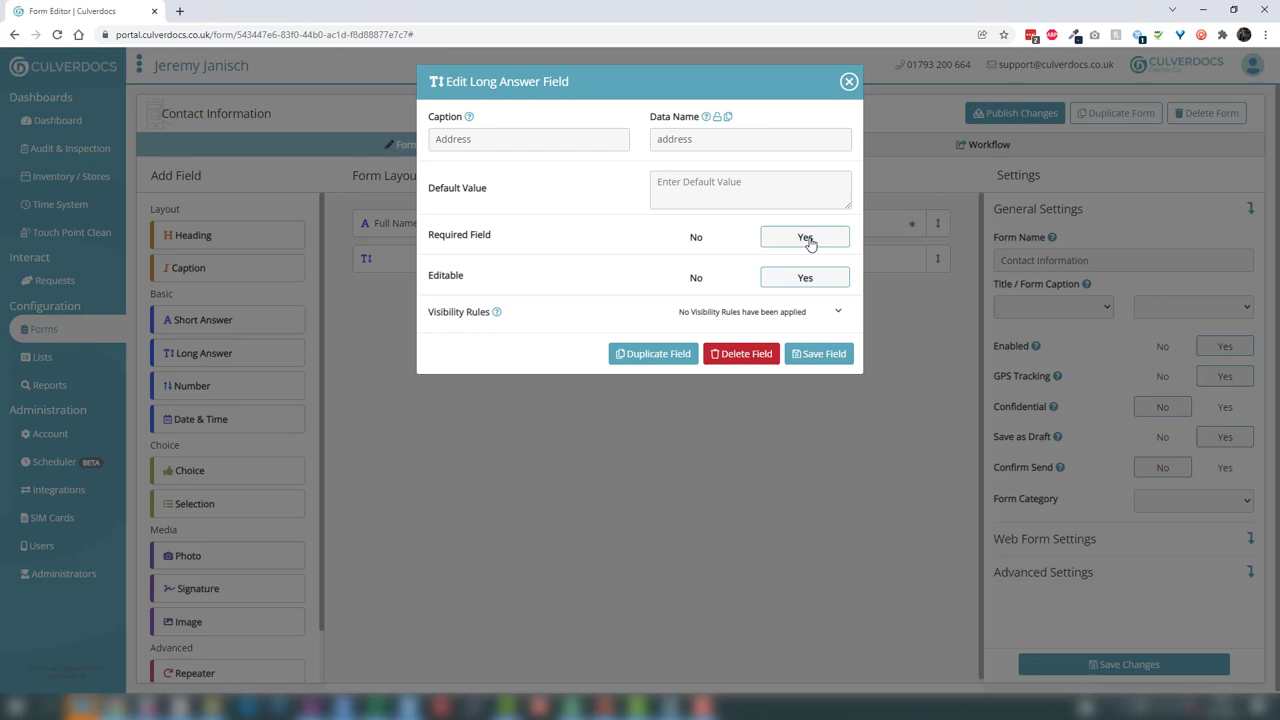 Form Editor | Culverdocs
portal.culverdocs.co.uk/form/543447e6-83f0-44b0-ac1d-f8d88877e7c7#
CULVERDOCS
Jeremy Janisch
01793 200 664
support@culverdocs.co.uk
CULVERDOCS
Dashboards
Dashboard
Audit & Inspection
Inventory / Stores
Time System
Touch Point Clean
Interact
Requests
Configuration
Forms
Lists
Reports
Administration
Account
Scheduler BETA
Integrations
SIM Cards
Users
Administrators
Contact Information
Publish Changes
Duplicate Form
Delete Form
Form
Workflow
Add Field
Layout
Heading
Caption
Basic
Short Answer
Long Answer
Number
Date & Time
Choice
Choice
Selection
Media
Photo
Signature
Image
Advanced
Repeater
Form Layou
Full Name
Edit Long Answer Field
Caption
Data Name
Address
address
Default Value
Enter Default Value
Required Field
No
Yes
Editable
No
Yes
Visibility Rules
No Visibility Rules have been applied
Duplicate Field
Delete Field
Save Field
Settings
General Settings
Form Name
Contact Information
Title / Form Caption
Enabled
No
Yes
GPS Tracking
No
Yes
Confidential
No
Yes
Save as Draft
No
Yes
Confirm Send
No
Yes
Form Category
Web Form Settings
Advanced Settings
Save Changes